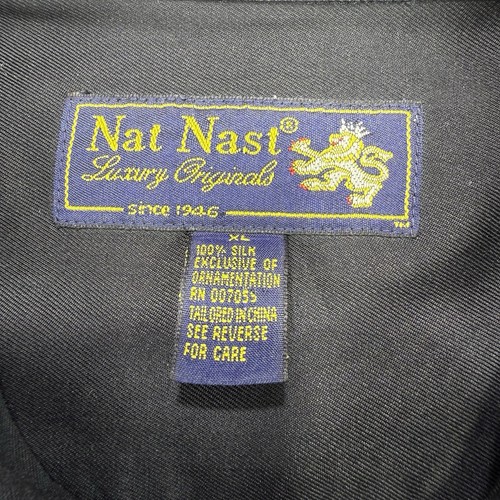 Nat Nast®
Luxury Originals
since 1946
TM
XL
100% SILK
EXCLUSIVE OF
ORNAMENTATION
RN 007055
TAILORED IN CHINA
SEE REVERSE
FOR CARE